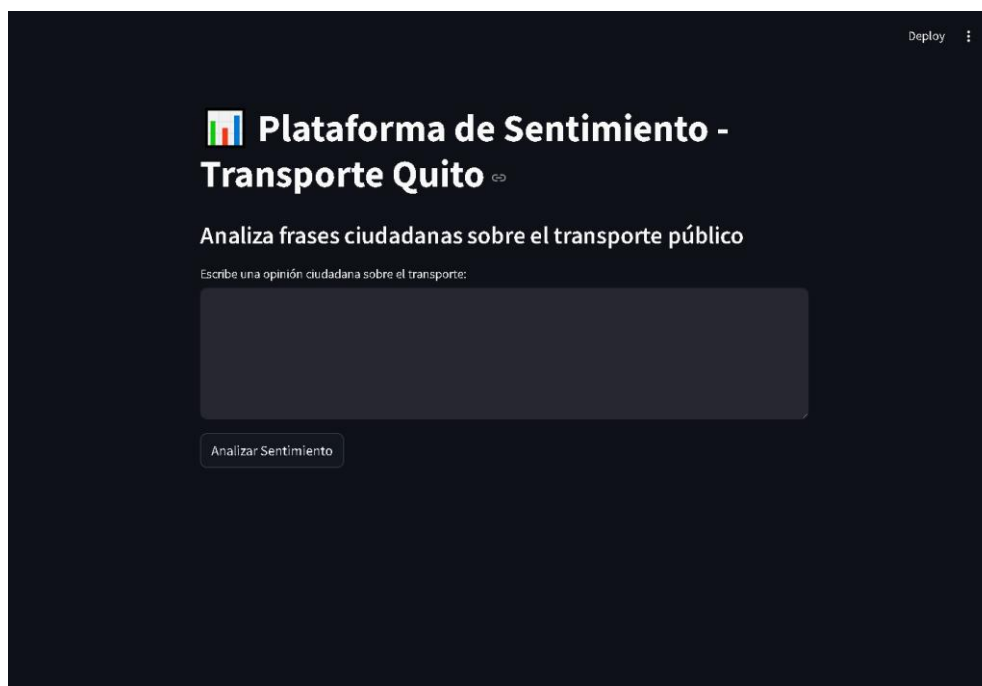 Deploy
Plataforma de Sentimiento -
Transporte Quito
Analiza frases ciudadanas sobre el transporte público
Escribe una opinión ciudadana sobre el transporte:
Analizar Sentimiento